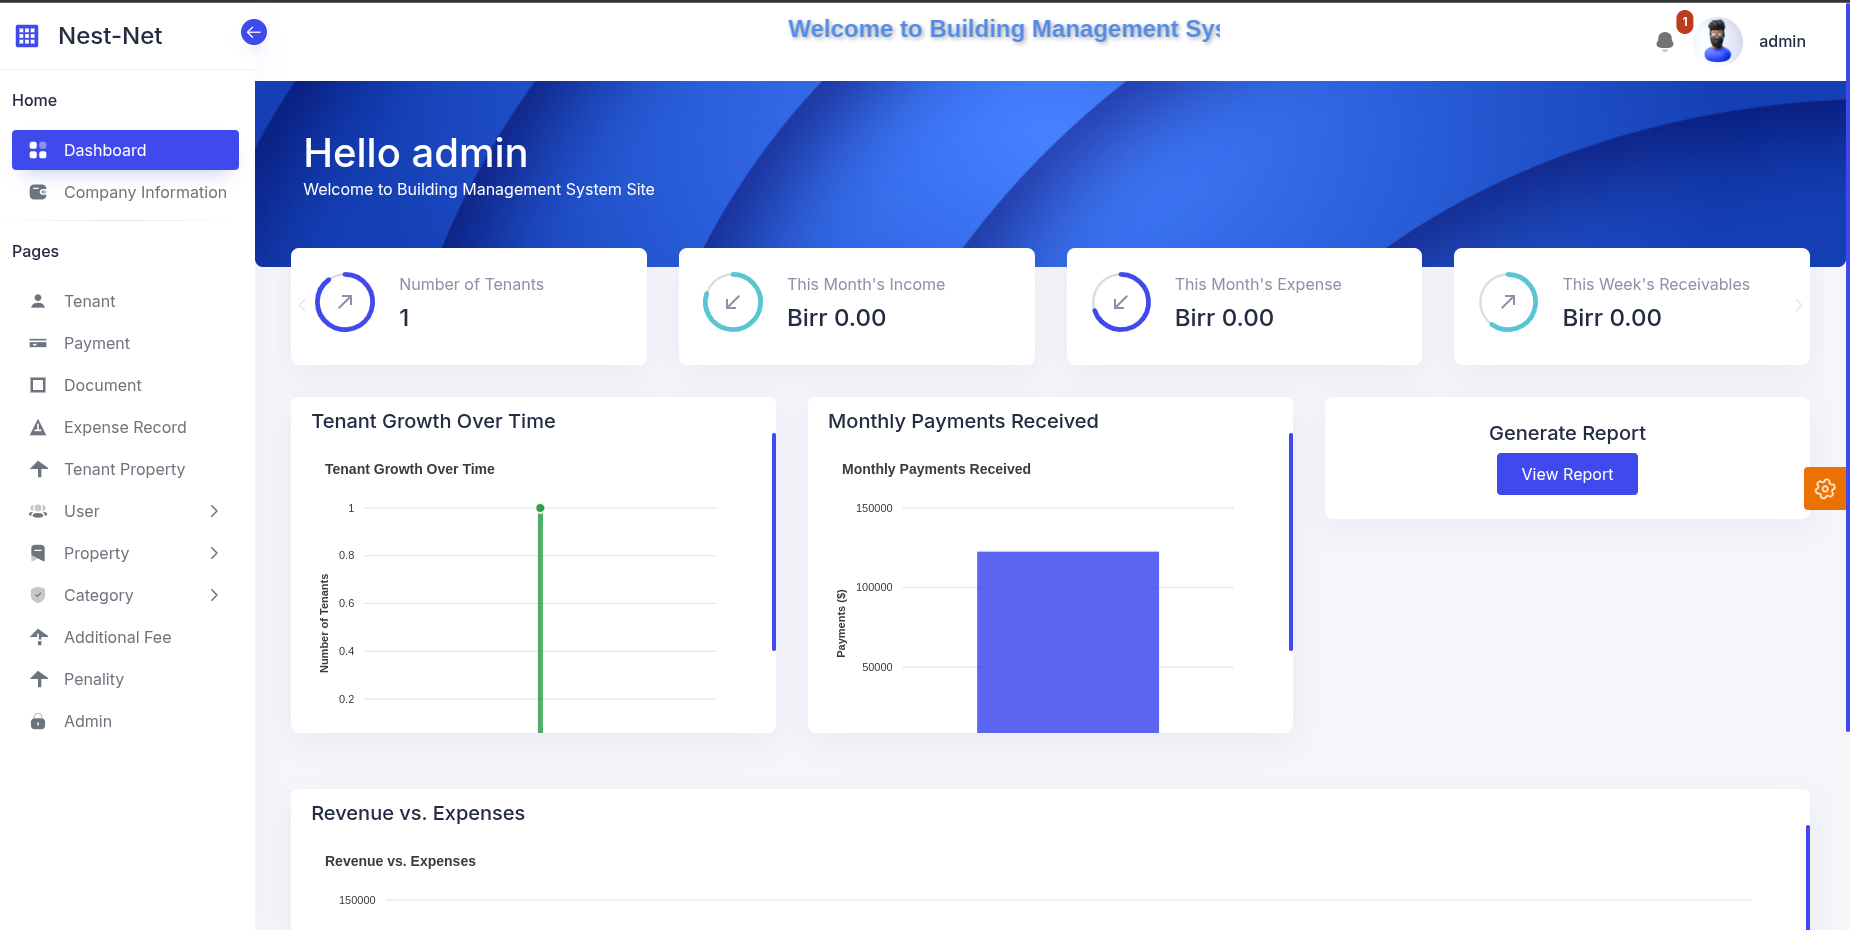 Nest-Net
Welcome to Building Management Sys
1
admin
Home
Dashboard
Company Information
Pages
Tenant
Payment
Document
Expense Record
Tenant Property
User
Property
Category
Additional Fee
Penality
Admin
Hello admin
Welcome to Building Management System Site
Number of Tenants
1
This Month's Income
Birr 0.00
This Month's Expense
Birr 0.00
This Week's Receivables
Birr 0.00
Tenant Growth Over Time
Tenant Growth Over Time
1
0.8
0.6
0.4
0.2
Number of Tenants
Monthly Payments Received
Monthly Payments Received
150000
100000
50000
Payments ($)
Generate Report
View Report
Revenue vs. Expenses
Revenue vs. Expenses
150000